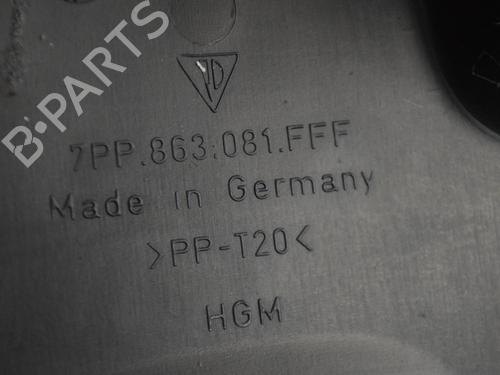 B-PARTS
7PP.863.081.FFF
Made in Germany
>PP-T20<
HGM